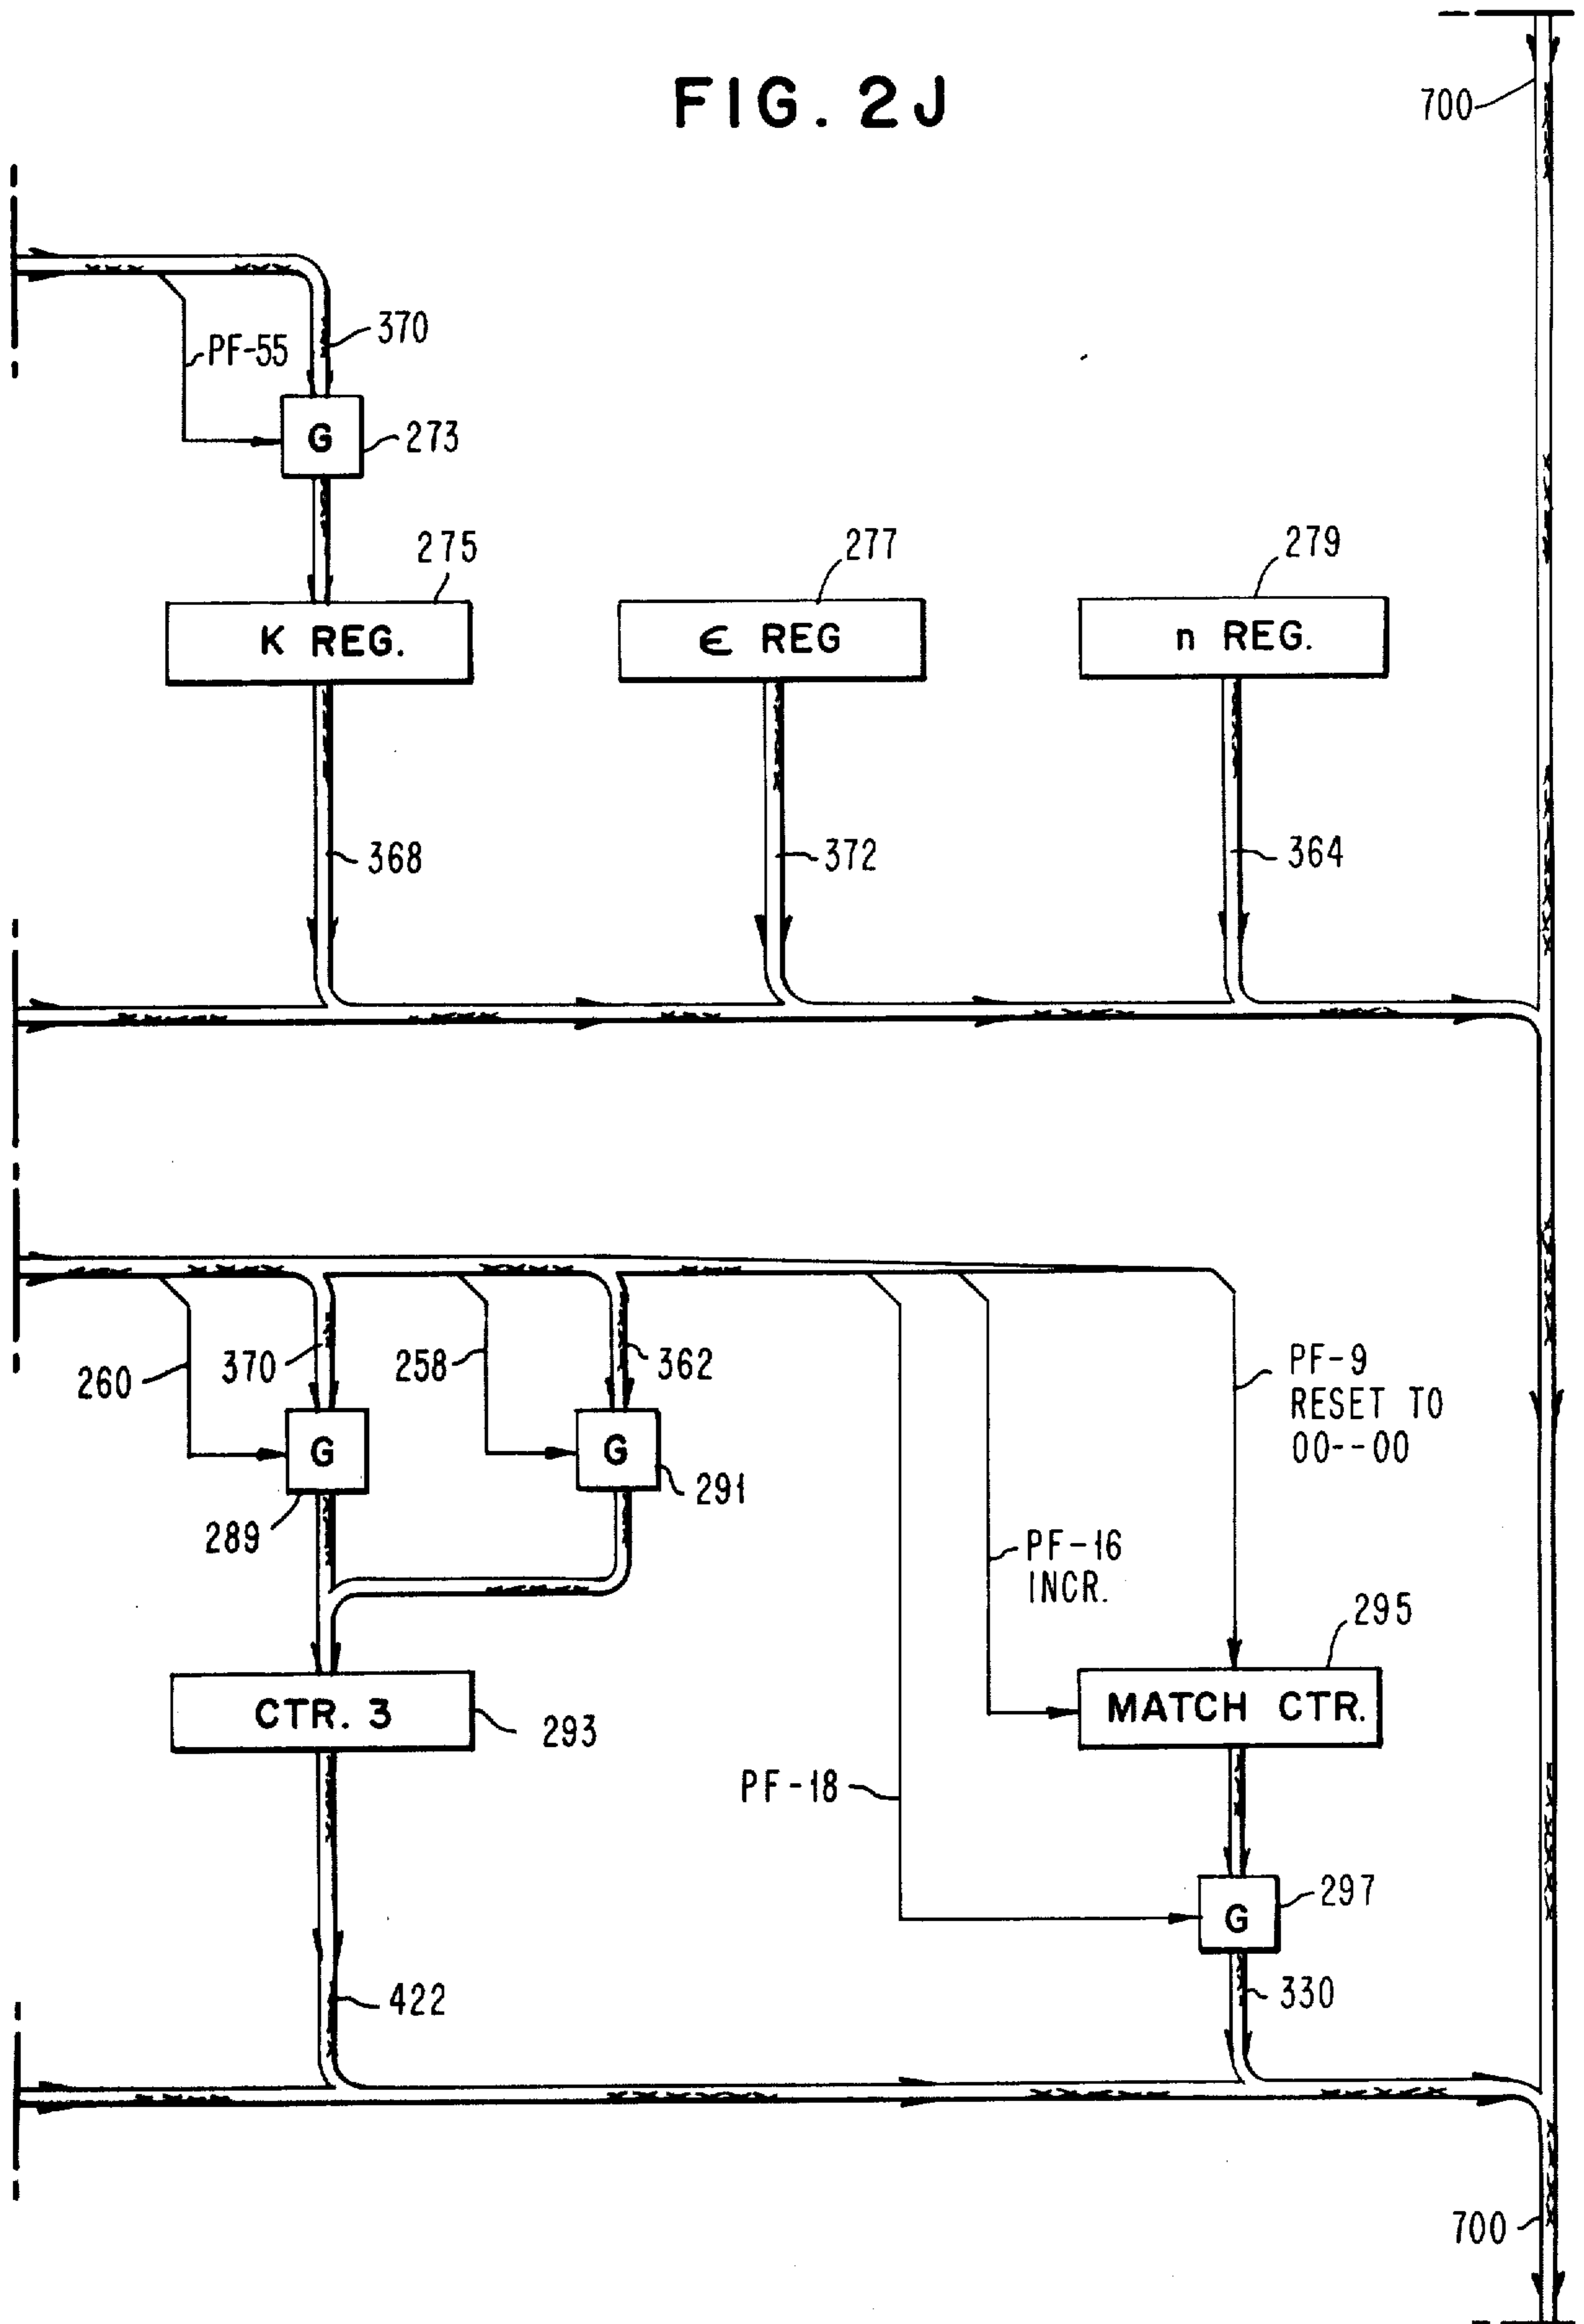 FIG. 2J
700
370
PF-55
G
273
275
277
279
K REG.
ϵ REG
n REG.
368
372
364
260
370
258
362
PF-9
RESET TO
00--00
G
289
G
291
PF-16
INCR.
295
CTR. 3
293
MATCH CTR.
PF-18
G
297
422
330
700